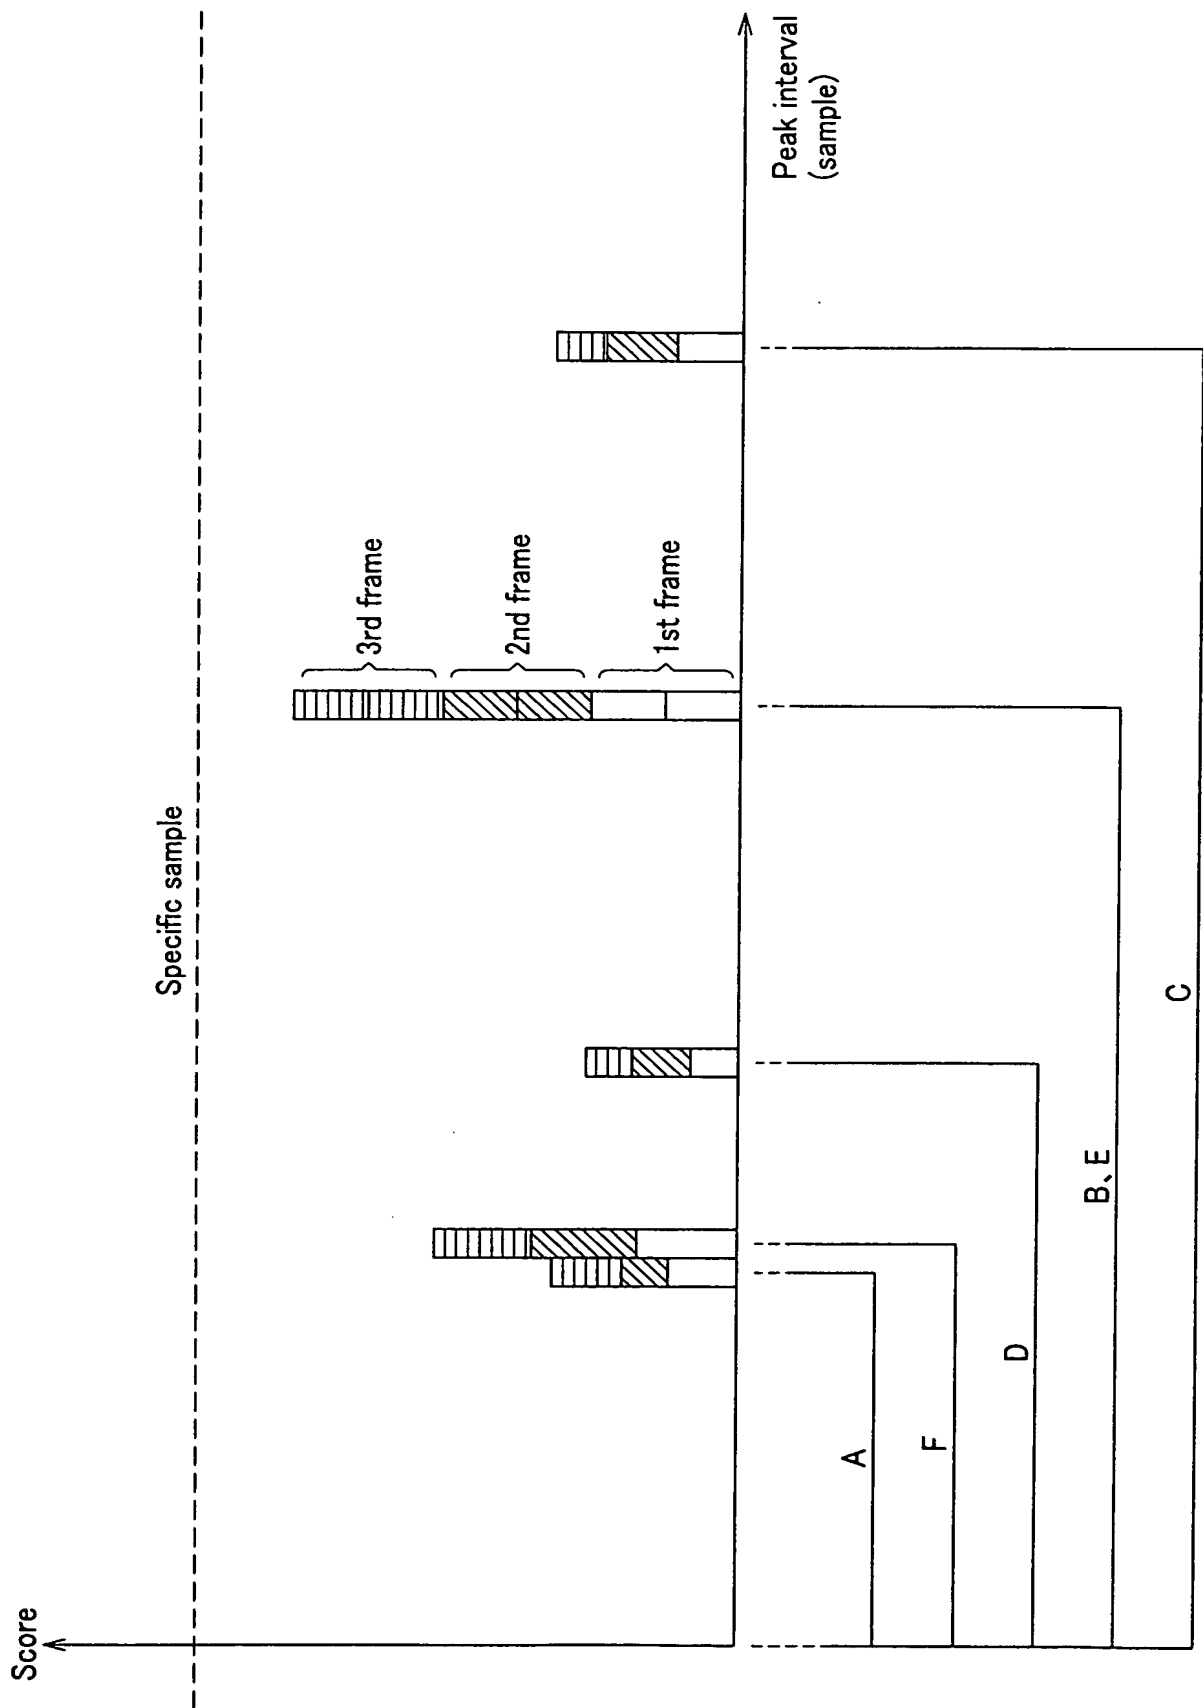 Score
Specific sample
3rd frame
2nd frame
1st frame
Peak interval
(sample)
A
F
D
B、E
C